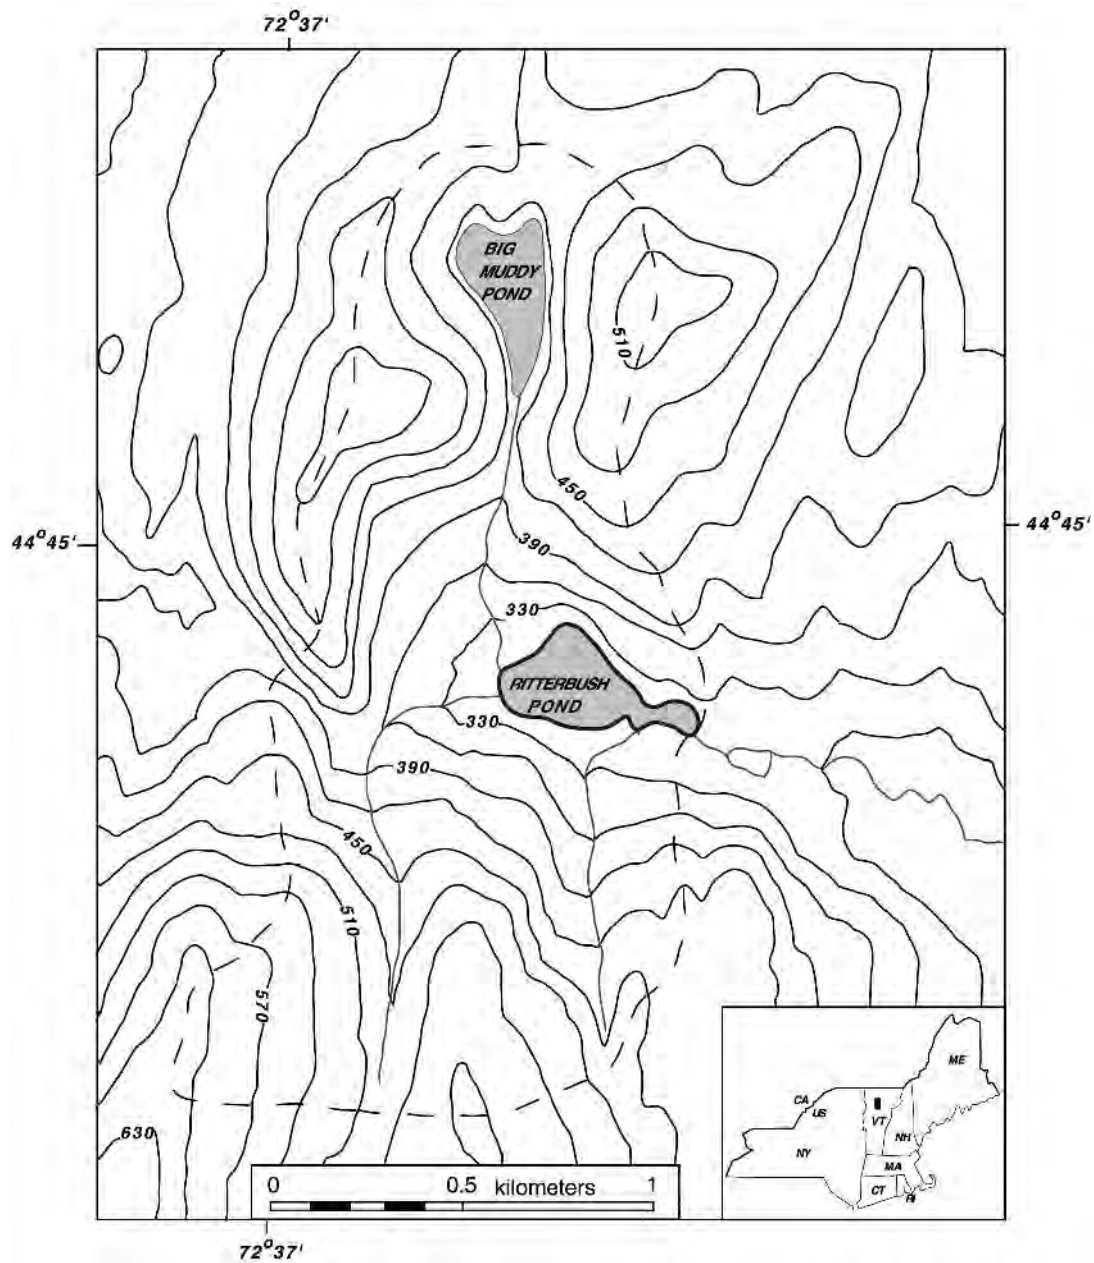 72°37'
BIG
MUDDY
POND
510
450
44°45'
44°45'
390
330
RITTERBUSH
POND
330
390
450
510
570
630
0
0.5
kilometers
1
ME
CA
US
VT
NH
NY
MA
CT
RI
72°37'